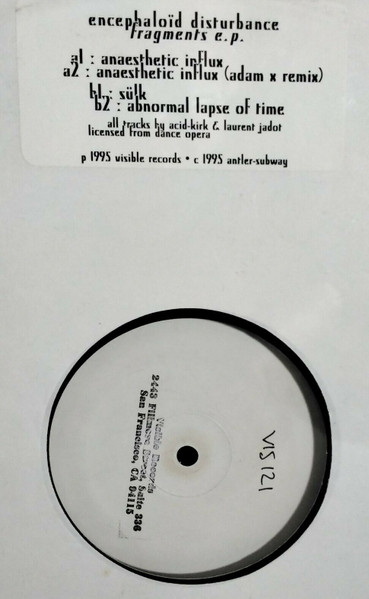 encephaloïd disturbance
fragments e.p.
a1 : anaesthetic influx
a2 : anaesthetic influx (adam x remix)
b1 : sülk
b2 : abnormal lapse of time
all tracks by acid-kirk & laurent jadot
licensed from dance opera
p 1995 visible records • c 1995 antler-subway
Visible Records
2443 Fillmore Street, Suite 336
San Francisco, CA 94115
VIS 121